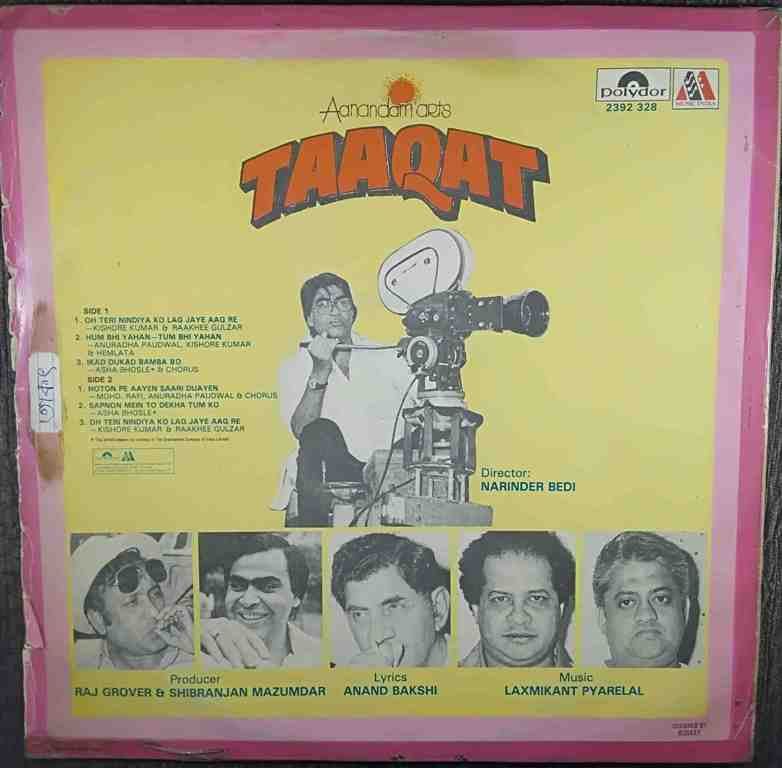 Aanandam arts
TAAQAT
polydor
2392 328
MUSIC INDIA
SIDE 1
1. OH TERI NINDIYA KO LAG JAYE AAG RE
—KISHORE KUMAR & RAAKHEE GULZAR
2. HUM BHI YAHAN—TUM BHI YAHAN
—ANURADHA PAUDWAL, KISHORE KUMAR
& HEMLATA
3. IKAD DUKAD BAMBA BO
—ASHA BHOSLE* & CHORUS
SIDE 2
1. HOTON PE AAYEN SAARI DUAYEN
—MOHD. RAFI, ANURADHA PAUDWAL & CHORUS
2. SAPNON MEIN TO DEKHA TUM KO
—ASHA BHOSLE*
3. OH TERI NINDIYA KO LAG JAYE AAG RE
—KISHORE KUMAR & RAAKHEE GULZAR
Director:
NARINDER BEDI
Producer
RAJ GROVER & SHIBRANJAN MAZUMDAR
Lyrics
ANAND BAKSHI
Music
LAXMIKANT PYARELAL
DESIGNED BY